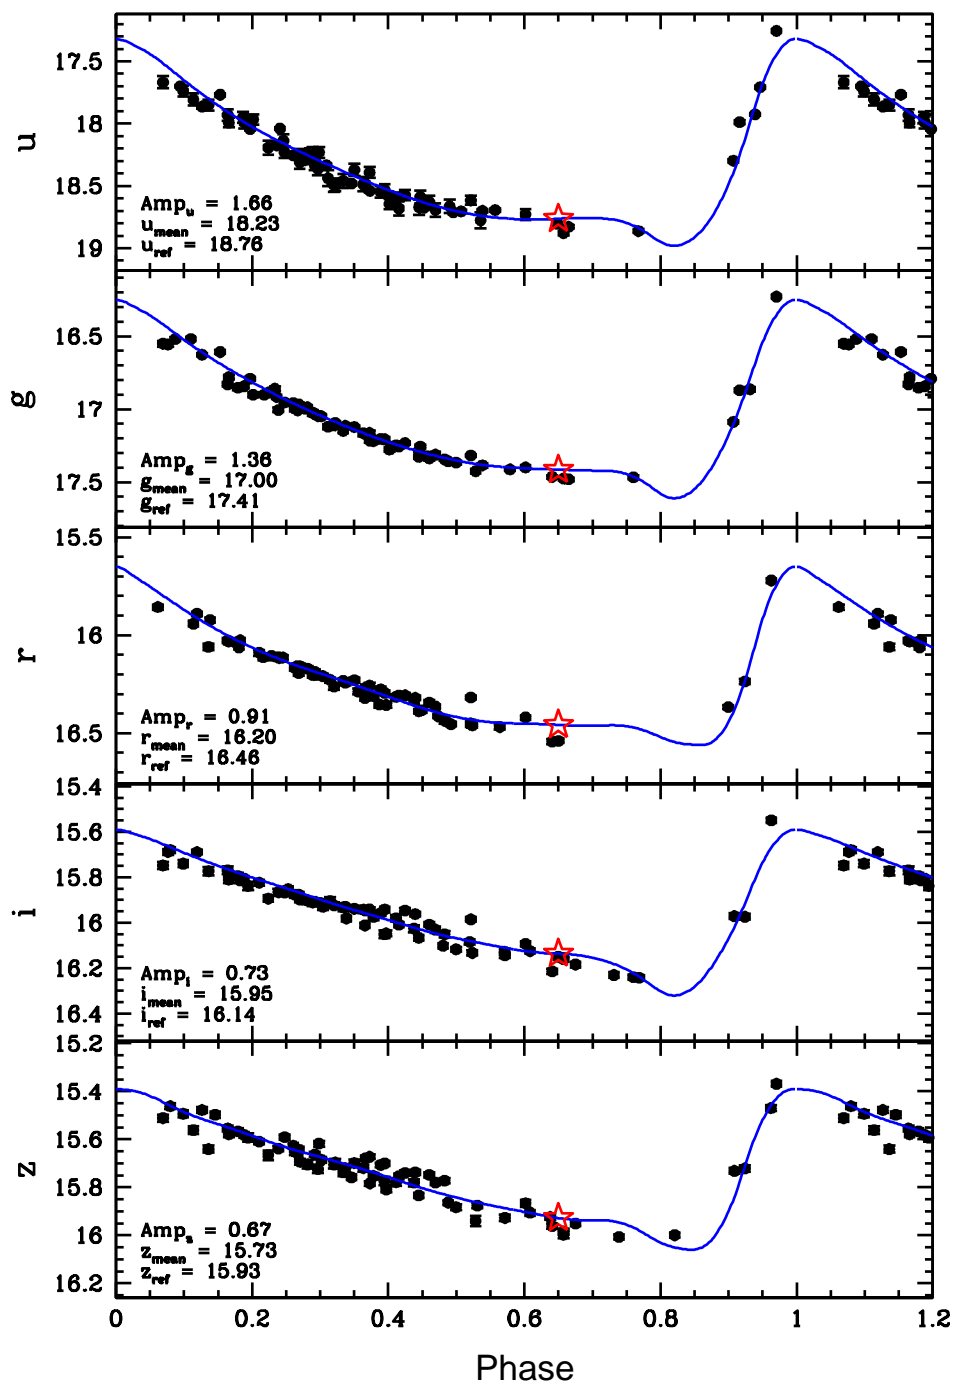 17.5
18
18.5
19
u
Amp_u = 1.66
u_mean = 18.23
u_ref = 18.76
16.5
17
17.5
g
Amp_g = 1.36
g_mean = 17.00
g_ref = 17.41
15.5
16
16.5
r
Amp_r = 0.91
r_mean = 16.20
r_ref = 16.46
15.4
15.6
15.8
16
16.2
16.4
i
Amp_i = 0.73
i_mean = 15.95
i_ref = 16.14
15.2
15.4
15.6
15.8
16
16.2
z
Amp_z = 0.67
z_mean = 15.73
z_ref = 15.93
0 0.2 0.4 0.6 0.8 1 1.2
Phase